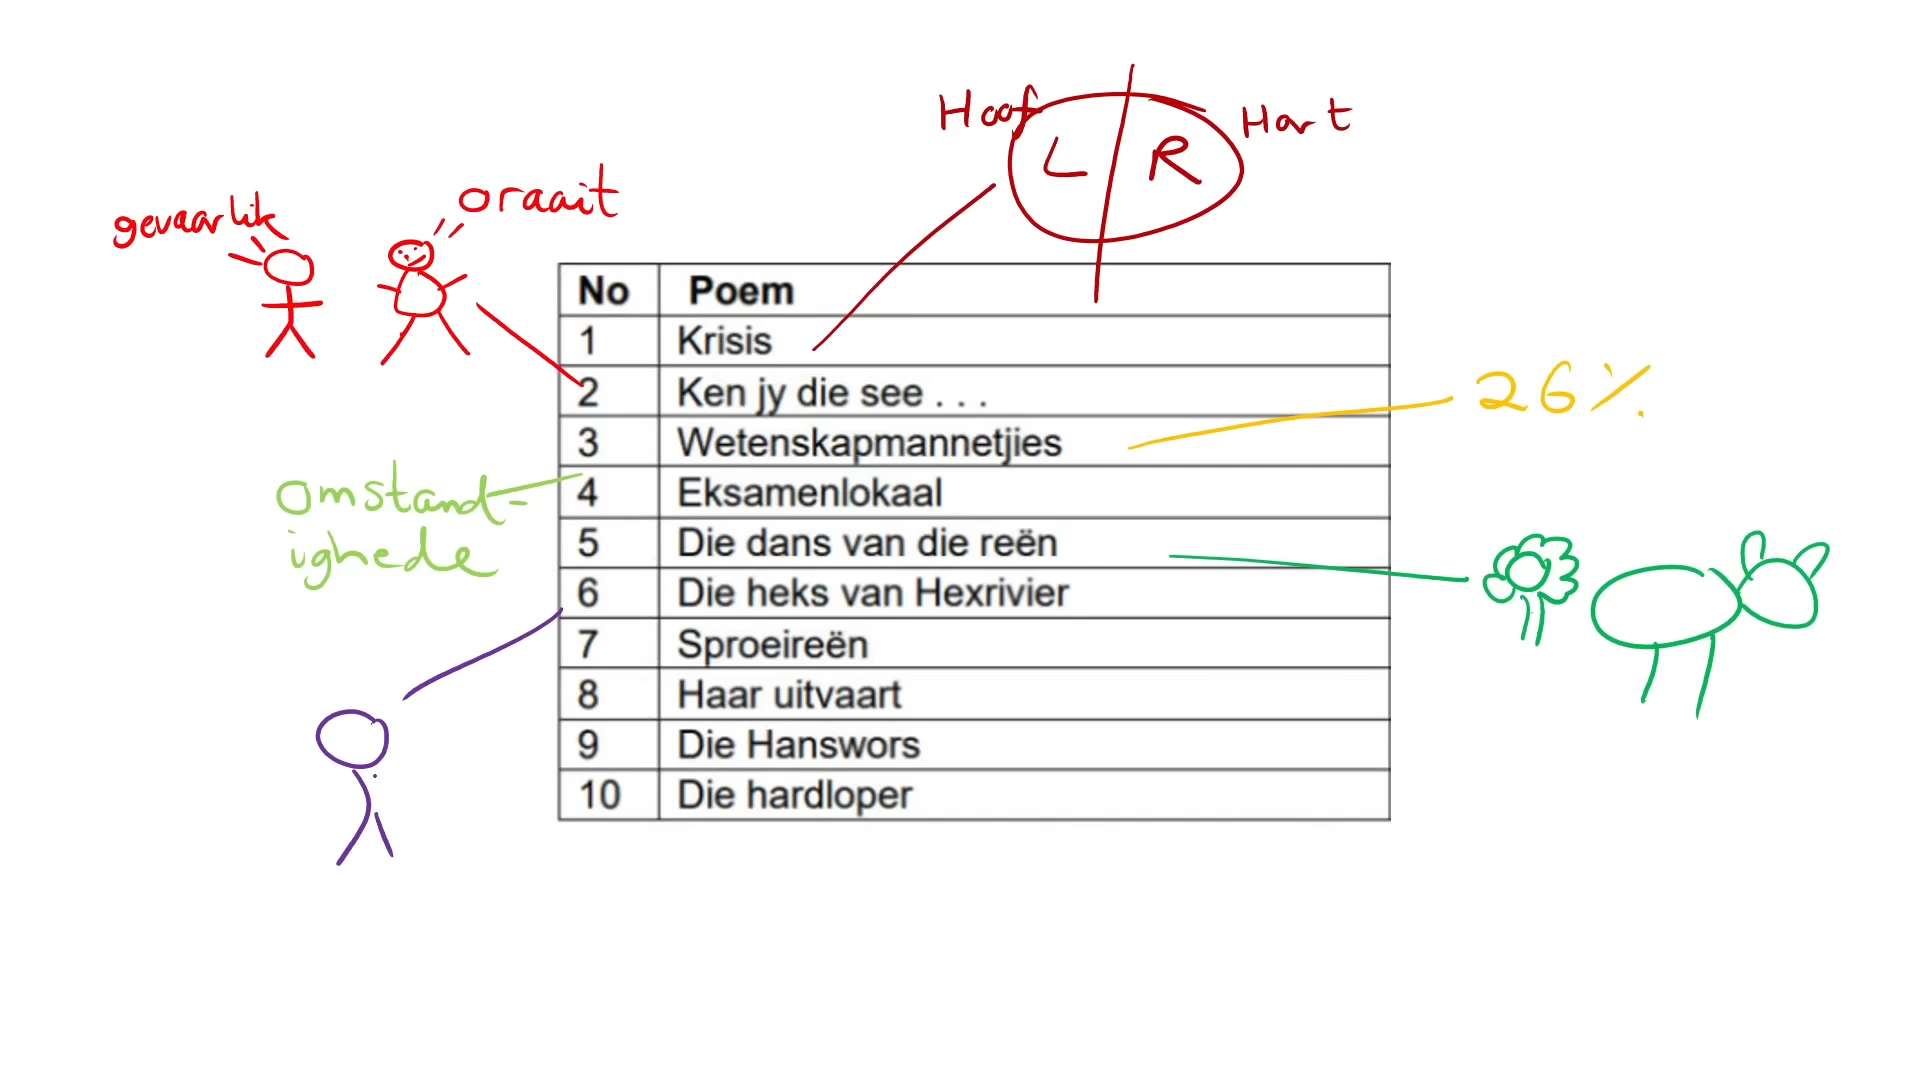 Hoof L R Hart
gevaarlik oraait
No Poem
1 Krisis
2 Ken jy die see . . .
26%
3 Wetenskapmannetjies
4 Eksamenlokaal
Omstand-
ighede
5 Die dans van die reën
6 Die heks van Hexrivier
7 Sproeireën
8 Haar uitvaart
9 Die Hanswors
10 Die hardloper